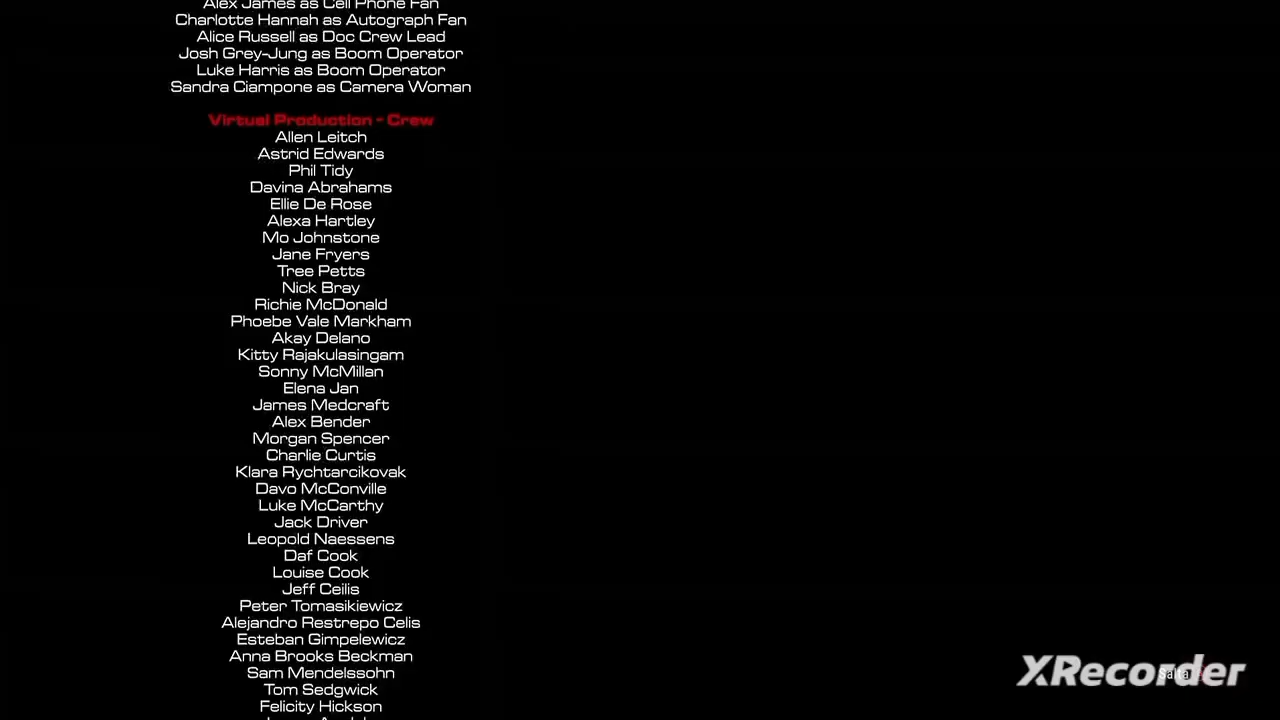 Alex James as Cell Phone Fan
Charlotte Hannah as Autograph Fan
Alice Russell as Doc Crew Lead
Josh Grey-Jung as Boom Operator
Luke Harris as Boom Operator
Sandra Ciampone as Camera Woman
Virtual Production - Crew
Allen Leitch
Astrid Edwards
Phil Tidy
Davina Abrahams
Ellie De Rose
Alexa Hartley
Mo Johnstone
Jane Fryers
Tree Petts
Nick Bray
Richie McDonald
Phoebe Vale Markham
Akay Delano
Kitty Rajakulasingam
Sonny McMillan
Elena Jan
James Medcraft
Alex Bender
Morgan Spencer
Charlie Curtis
Klara Rychtarcikovak
Davo McConville
Luke McCarthy
Jack Driver
Leopold Naessens
Daf Cook
Louise Cook
Jeff Ceilis
Peter Tomasikiewicz
Alejandro Restrepo Celis
Esteban Gimpelewicz
Anna Brooks Beckman
Sam Mendelssohn
Tom Sedgwick
Felicity Hickson
XRecorder
Salta